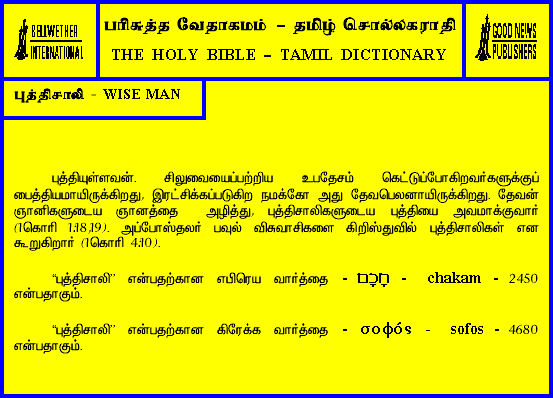 BELLWETHER
INTERNATIONAL
பரிசுத்த வேதாகமம் – தமிழ் சொல்லகராதி
THE HOLY BIBLE – TAMIL DICTIONARY
GOOD NEWS
PUBLISHERS
புத்திசாலி - WISE MAN
புத்தியுள்ளவன். சிலுவையைப்பற்றிய உபதேசம் கெட்டுப்போகிறவர்களுக்குப்
பைத்தியமாயிருக்கிறது, இரட்சிக்கப்படுகிற நமக்கோ அது தேவபெலனாயிருக்கிறது. தேவன்
ஞானிகளுடைய ஞானத்தை அழித்து, புத்திசாலிகளுடைய புத்தியை அவமாக்குவார்
(1கொரி 1:18,19). அப்போஸ்தலர் பவுல் விசுவாசிகளை கிறிஸ்துவில் புத்திசாலிகள் என
கூறுகிறார் (1கொரி 4:10).
“புத்திசாலி” என்பதற்கான எபிரெய வார்த்தை - חָכָם - chakam - 2450
என்பதாகும்.
“புத்திசாலி” என்பதற்கான கிரேக்க வார்த்தை - σοφός - sofos - 4680
என்பதாகும்.